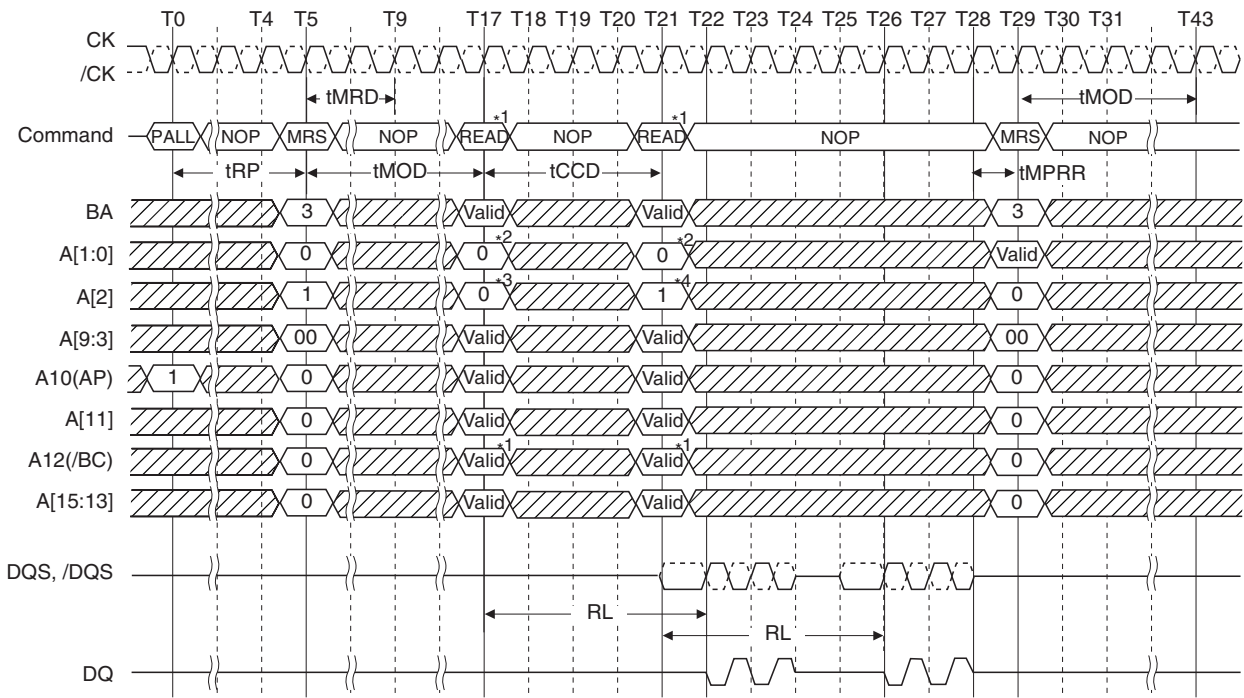 T0 T4 T5 T9 T17 T18 T19 T20 T21 T22 T23 T24 T25 T26 T27 T28 T29 T30 T31 T43
CK
/CK
tMRD tMOD
Command PALL NOP MRS NOP READ*1 NOP READ*1 NOP MRS NOP
tRP tMOD tCCD tMPRR
BA 3 Valid Valid 3
A[1:0] 0 0*2 0*2 Valid
A[2] 1 0*3 1*4 0
A[9:3] 00 Valid Valid 00
A10(AP) 1 0 Valid Valid 0
A[11] 0 Valid Valid 0
A12(/BC) 0 Valid*1 Valid*1 0
A[15:13] 0 Valid Valid 0
DQS, /DQS
RL
RL
DQ